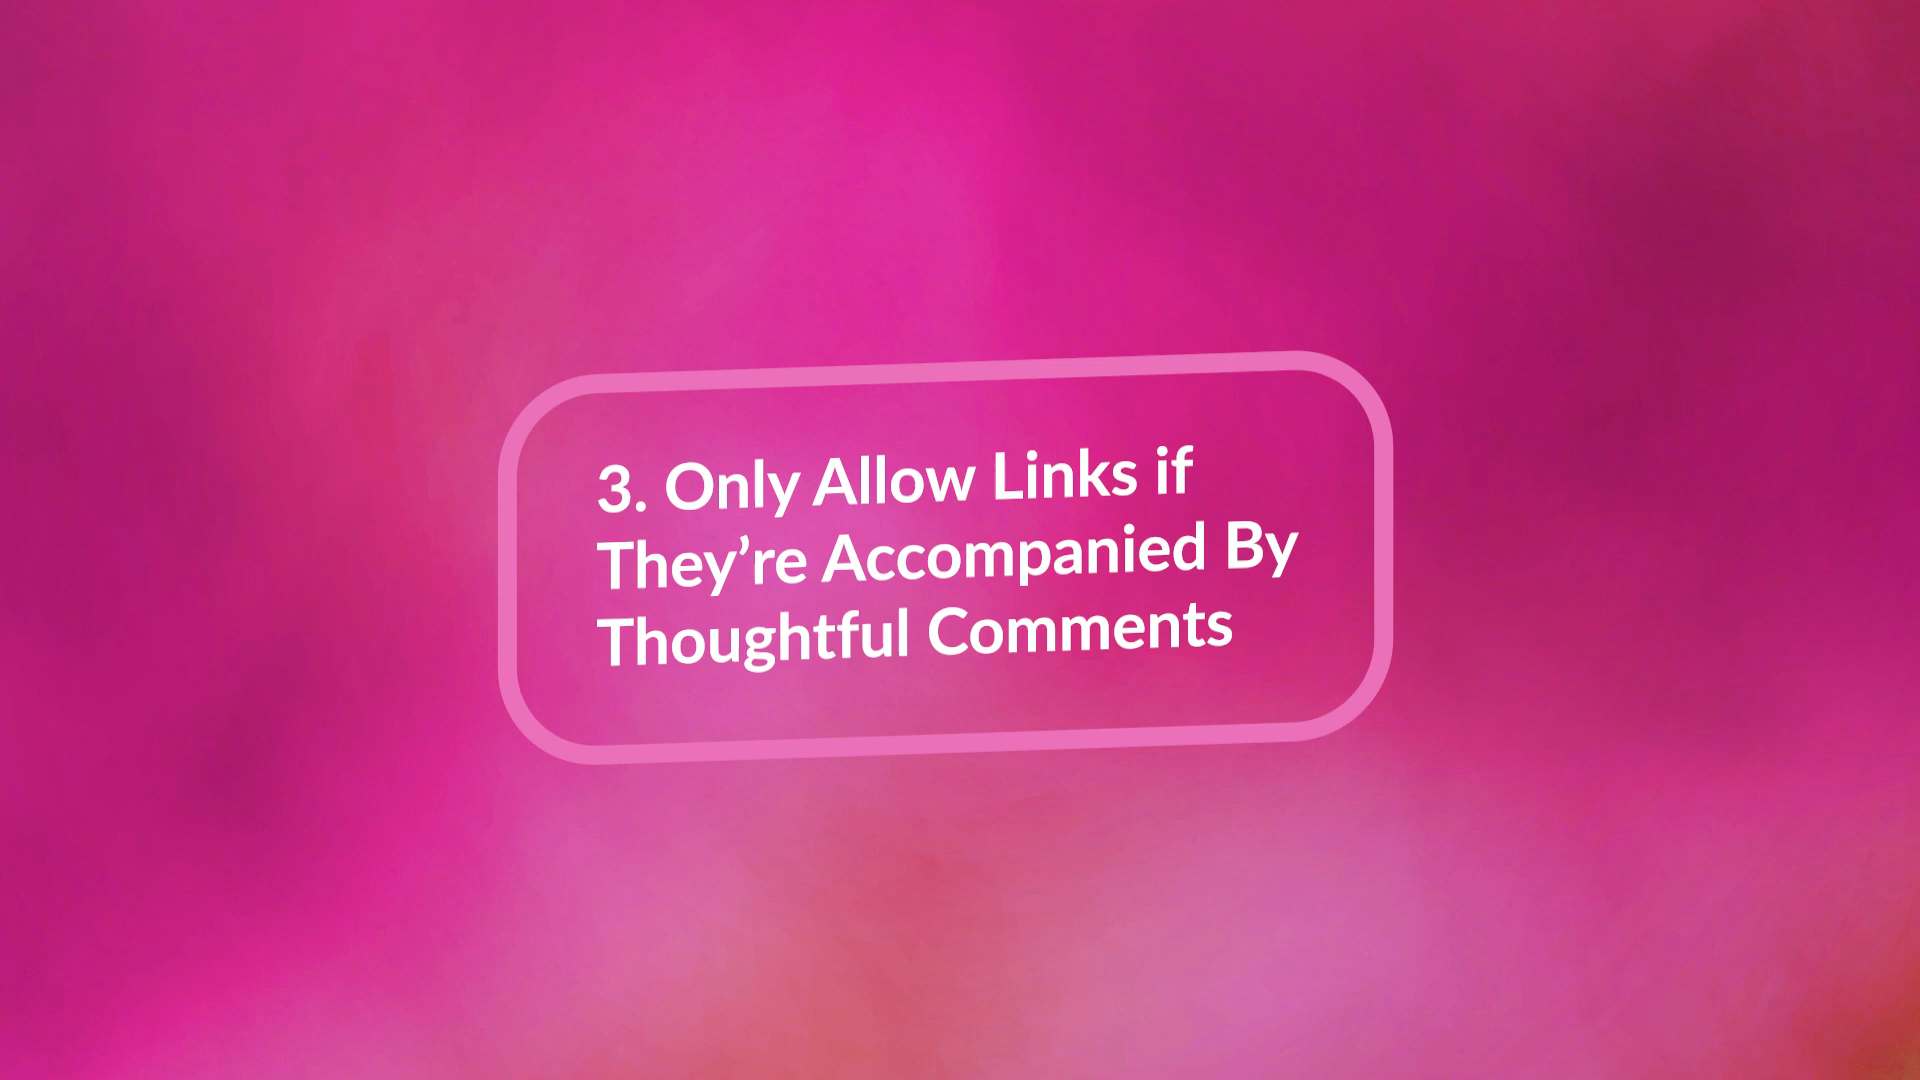 3. Only Allow Links if
They’re Accompanied By
Thoughtful Comments